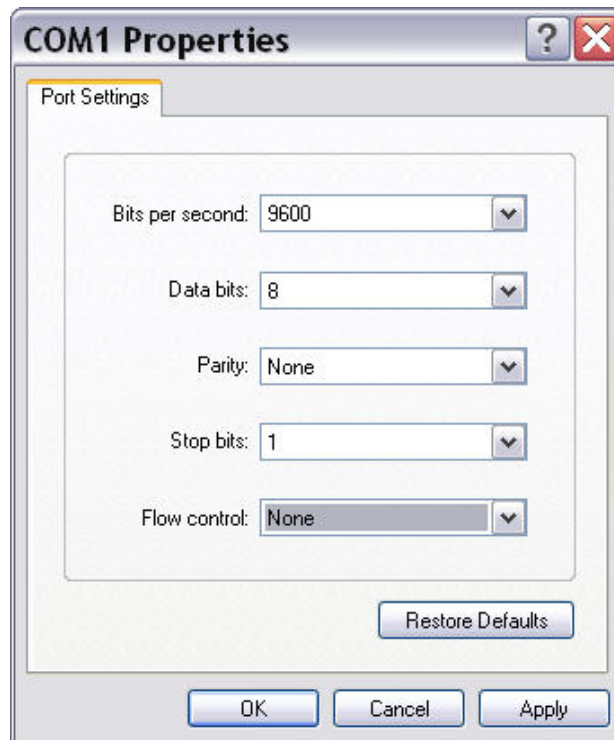 COM1 Properties
Port Settings
Bits per second: 9600
Data bits: 8
Parity: None
Stop bits: 1
Flow control: None
Restore Defaults
OK Cancel Apply